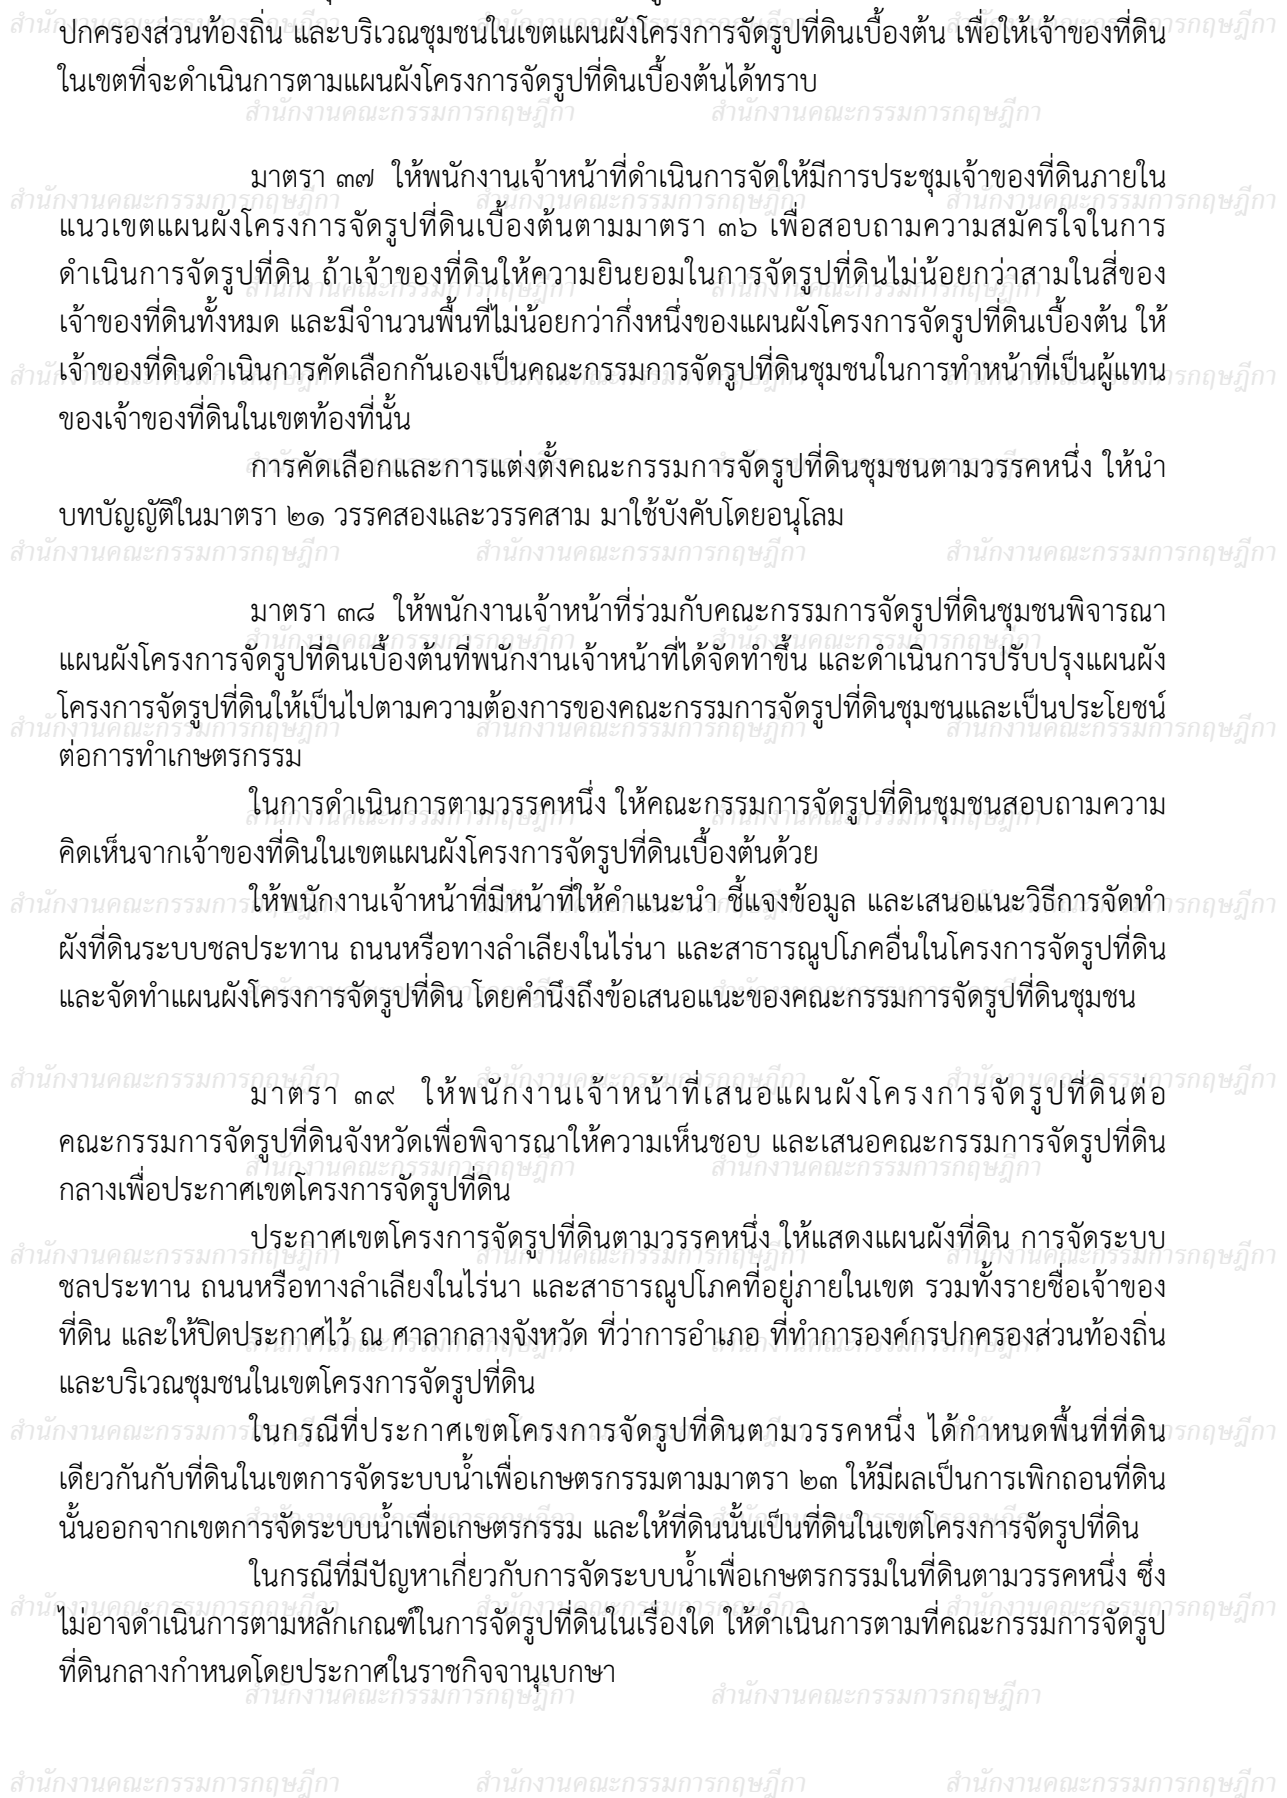 ปกครองส่วนท้องถิ่น และบริเวณชุมชนในเขตแผนผังโครงการจัดรูปที่ดินเบื้องต้น เพื่อให้เจ้าของที่ดิน
ในเขตที่จะดำเนินการตามแผนผังโครงการจัดรูปที่ดินเบื้องต้นได้ทราบ
มาตรา ๓๗ ให้พนักงานเจ้าหน้าที่ดำเนินการจัดให้มีการประชุมเจ้าของที่ดินภายใน
แนวเขตแผนผังโครงการจัดรูปที่ดินเบื้องต้นตามมาตรา ๓๖ เพื่อสอบถามความสมัครใจในการ
ดำเนินการจัดรูปที่ดิน ถ้าเจ้าของที่ดินให้ความยินยอมในการจัดรูปที่ดินไม่น้อยกว่าสามในสี่ของ
เจ้าของที่ดินทั้งหมด และมีจำนวนพื้นที่ไม่น้อยกว่ากึ่งหนึ่งของแผนผังโครงการจัดรูปที่ดินเบื้องต้น ให้
เจ้าของที่ดินดำเนินการคัดเลือกกันเองเป็นคณะกรรมการจัดรูปที่ดินชุมชนในการทำหน้าที่เป็นผู้แทน
ของเจ้าของที่ดินในเขตท้องที่นั้น
การคัดเลือกและการแต่งตั้งคณะกรรมการจัดรูปที่ดินชุมชนตามวรรคหนึ่ง ให้นำ
บทบัญญัติในมาตรา ๒๑ วรรคสองและวรรคสาม มาใช้บังคับโดยอนุโลม
มาตรา ๓๘ ให้พนักงานเจ้าหน้าที่ร่วมกับคณะกรรมการจัดรูปที่ดินชุมชนพิจารณา
แผนผังโครงการจัดรูปที่ดินเบื้องต้นที่พนักงานเจ้าหน้าที่ได้จัดทำขึ้น และดำเนินการปรับปรุงแผนผัง
โครงการจัดรูปที่ดินให้เป็นไปตามความต้องการของคณะกรรมการจัดรูปที่ดินชุมชนและเป็นประโยชน์
ต่อการทำเกษตรกรรม
ในการดำเนินการตามวรรคหนึ่ง ให้คณะกรรมการจัดรูปที่ดินชุมชนสอบถามความ
คิดเห็นจากเจ้าของที่ดินในเขตแผนผังโครงการจัดรูปที่ดินเบื้องต้นด้วย
ให้พนักงานเจ้าหน้าที่มีหน้าที่ให้คำแนะนำ ชี้แจงข้อมูล และเสนอแนะวิธีการจัดทำ
ผังที่ดินระบบชลประทาน ถนนหรือทางลำเลียงในไร่นา และสาธารณูปโภคอื่นในโครงการจัดรูปที่ดิน
และจัดทำแผนผังโครงการจัดรูปที่ดิน โดยคำนึงถึงข้อเสนอแนะของคณะกรรมการจัดรูปที่ดินชุมชน
มาตรา ๓๙ ให้พนักงานเจ้าหน้าที่เสนอแผนผังโครงการจัดรูปที่ดินต่อ
คณะกรรมการจัดรูปที่ดินจังหวัดเพื่อพิจารณาให้ความเห็นชอบ และเสนอคณะกรรมการจัดรูปที่ดิน
กลางเพื่อประกาศเขตโครงการจัดรูปที่ดิน
ประกาศเขตโครงการจัดรูปที่ดินตามวรรคหนึ่ง ให้แสดงแผนผังที่ดิน การจัดระบบ
ชลประทาน ถนนหรือทางลำเลียงในไร่นา และสาธารณูปโภคที่อยู่ภายในเขต รวมทั้งรายชื่อเจ้าของ
ที่ดิน และให้ปิดประกาศไว้ ณ ศาลากลางจังหวัด ที่ว่าการอำเภอ ที่ทำการองค์กรปกครองส่วนท้องถิ่น
และบริเวณชุมชนในเขตโครงการจัดรูปที่ดิน
ในกรณีที่ประกาศเขตโครงการจัดรูปที่ดินตามวรรคหนึ่ง ได้กำหนดพื้นที่ที่ดิน
เดียวกันกับที่ดินในเขตการจัดระบบน้ำเพื่อเกษตรกรรมตามมาตรา ๒๓ ให้มีผลเป็นการเพิกถอนที่ดิน
นั้นออกจากเขตการจัดระบบน้ำเพื่อเกษตรกรรม และให้ที่ดินนั้นเป็นที่ดินในเขตโครงการจัดรูปที่ดิน
ในกรณีที่มีปัญหาเกี่ยวกับการจัดระบบน้ำเพื่อเกษตรกรรมในที่ดินตามวรรคหนึ่ง ซึ่ง
ไม่อาจดำเนินการตามหลักเกณฑ์ในการจัดรูปที่ดินในเรื่องใด ให้ดำเนินการตามที่คณะกรรมการจัดรูป
ที่ดินกลางกำหนดโดยประกาศในราชกิจจานุเบกษา
สำนักงานคณะกรรมการกฤษฎีกา สำนักงานคณะกรรมการกฤษฎีกา สำนักงานคณะกรรมการกฤษฎีกา